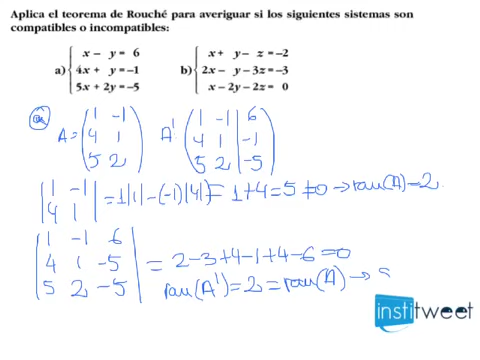 Aplica el teorema de Rouché para averiguar si los siguientes sistemas son
compatibles o incompatibles:
a) { x − y = 6
4x + y = −1
5x + 2y = −5
b) { x + y − z = −2
2x − y − 3z = −3
x − 2y − 2z = 0
a)
A = ( 1 −1
4 1
5 2 )
A' ( 1 −1 | 6
4 1 | −1
5 2 | −5 )
| 1 −1
4 1 | = 1|1| − (−1)|4| = 1+4 = 5 ≠ 0 → ran(A) = 2
| 1 −1 6
4 1 −5
5 2 −5 | = 2−3+4−1+4−6=0
ran(A') = 2 = ran(A) →
institweet